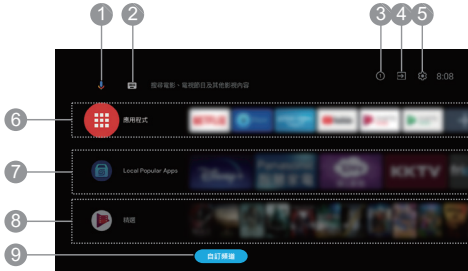 1 2 3 4 5
搜尋電影、電視節目及其他影視內容 8:08
6 應用程式
7 Local Popular Apps KKTV
8 精選
9 自訂頻道